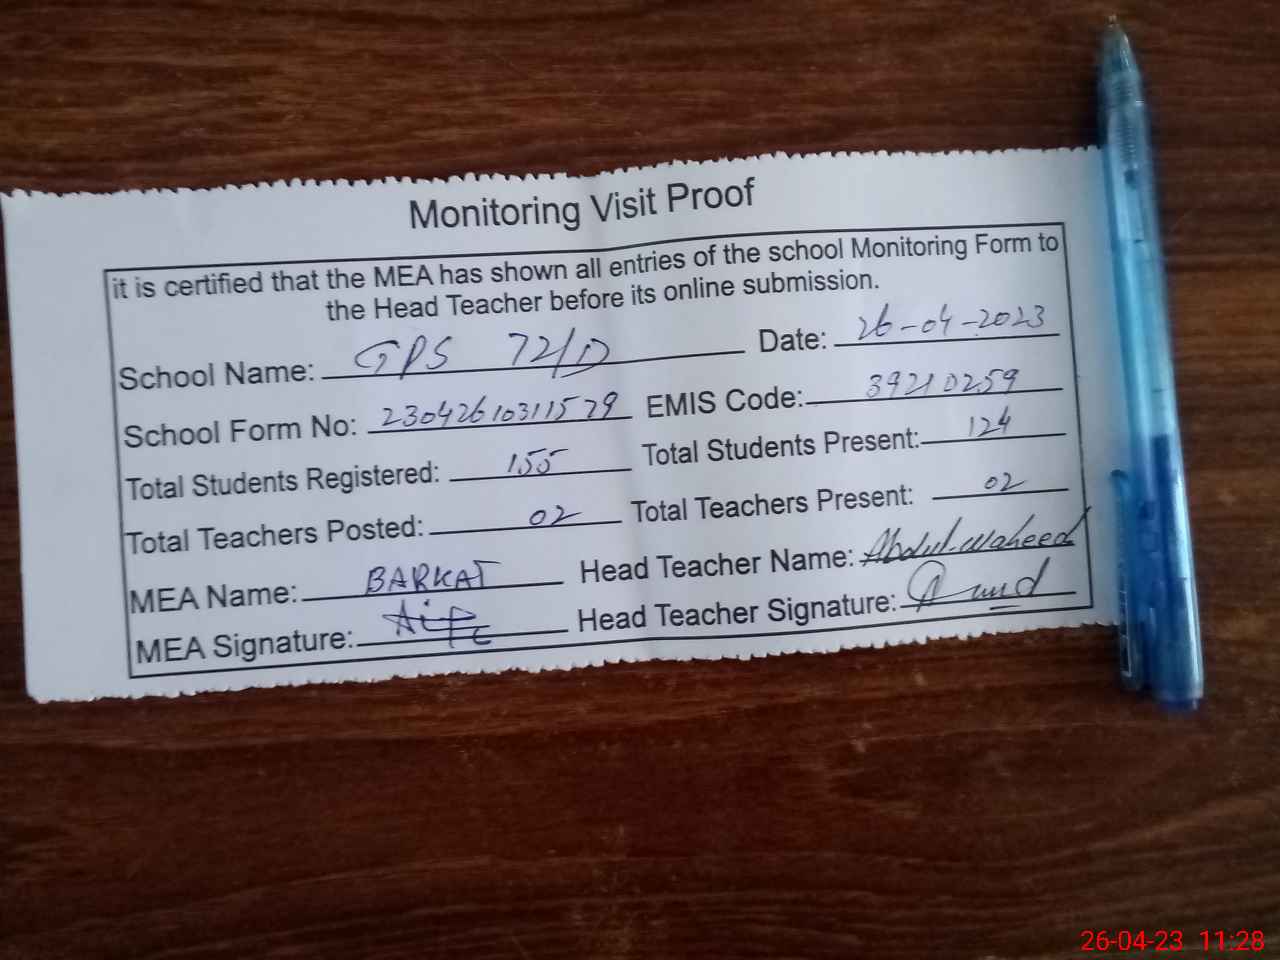 Monitoring Visit Proof
it is certified that the MEA has shown all entries of the school Monitoring Form to
the Head Teacher before its online submission.
School Name: GPS 72/D Date: 26-04-2023
School Form No: 23042610311529 EMIS Code: 39210259
Total Students Registered: 155 Total Students Present: 124
Total Teachers Posted: 02 Total Teachers Present: 02
MEA Name: BARKAT Head Teacher Name: Abdul-Waheed
MEA Signature: Head Teacher Signature:
26-04-23 11:28